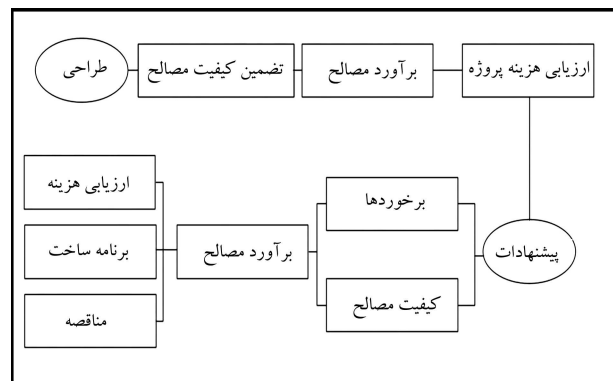 ارزیابی هزینه پروژه
برآورد مصالح
تضمین کیفیت مصالح
طراحی
برخوردها
ارزیابی هزینه
پیشنهادات
برآورد مصالح
برنامه ساخت
کیفیت مصالح
مناقصه